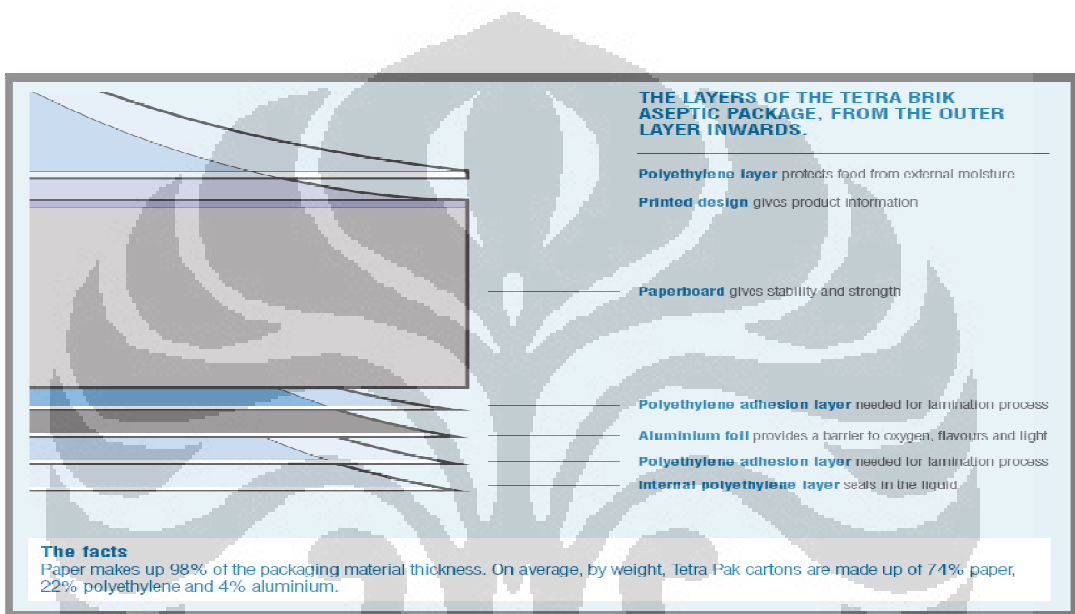 THE LAYERS OF THE TETRA BRIK
ASEPTIC PACKAGE, FROM THE OUTER
LAYER INWARDS.
Polyethylene layer protects food from external moisture
Printed design gives product information
Paperboard gives stability and strength
Polyethylene adhesion layer needed for lamination process
Aluminium foil provides a barrier to oxygen, flavours and light
Polyethylene adhesion layer needed for lamination process
Internal polyethylene layer seals in the liquid
The facts
Paper makes up 98% of the packaging material thickness. On average, by weight, Tetra Pak cartons are made up of 74% paper,
22% polyethylene and 4% aluminium.